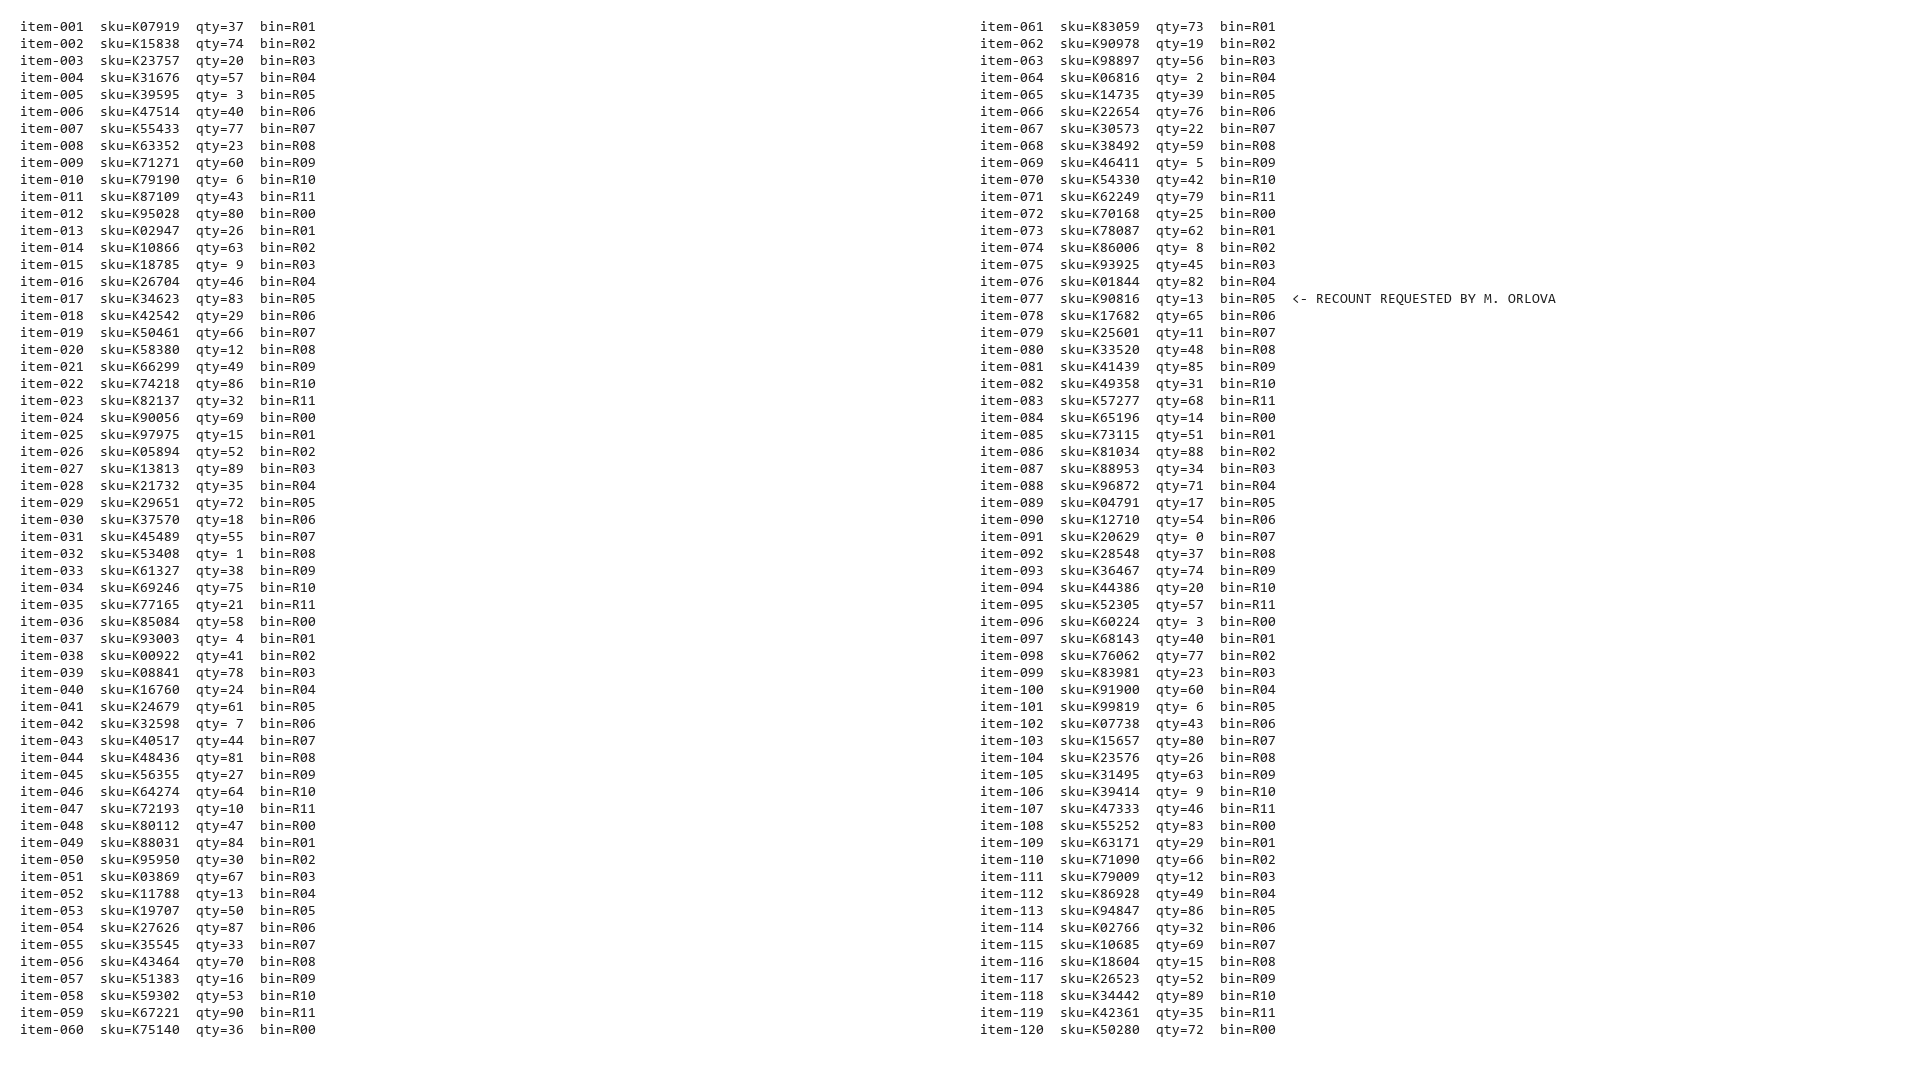 item-001  sku=K07919  qty=37  bin=R01
item-002  sku=K15838  qty=74  bin=R02
item-003  sku=K23757  qty=20  bin=R03
item-004  sku=K31676  qty=57  bin=R04
item-005  sku=K39595  qty= 3  bin=R05
item-006  sku=K47514  qty=40  bin=R06
item-007  sku=K55433  qty=77  bin=R07
item-008  sku=K63352  qty=23  bin=R08
item-009  sku=K71271  qty=60  bin=R09
item-010  sku=K79190  qty= 6  bin=R10
item-011  sku=K87109  qty=43  bin=R11
item-012  sku=K95028  qty=80  bin=R00
item-013  sku=K02947  qty=26  bin=R01
item-014  sku=K10866  qty=63  bin=R02
item-015  sku=K18785  qty= 9  bin=R03
item-016  sku=K26704  qty=46  bin=R04
item-017  sku=K34623  qty=83  bin=R05
item-018  sku=K42542  qty=29  bin=R06
item-019  sku=K50461  qty=66  bin=R07
item-020  sku=K58380  qty=12  bin=R08
item-021  sku=K66299  qty=49  bin=R09
item-022  sku=K74218  qty=86  bin=R10
item-023  sku=K82137  qty=32  bin=R11
item-024  sku=K90056  qty=69  bin=R00
item-025  sku=K97975  qty=15  bin=R01
item-026  sku=K05894  qty=52  bin=R02
item-027  sku=K13813  qty=89  bin=R03
item-028  sku=K21732  qty=35  bin=R04
item-029  sku=K29651  qty=72  bin=R05
item-030  sku=K37570  qty=18  bin=R06
item-031  sku=K45489  qty=55  bin=R07
item-032  sku=K53408  qty= 1  bin=R08
item-033  sku=K61327  qty=38  bin=R09
item-034  sku=K69246  qty=75  bin=R10
item-035  sku=K77165  qty=21  bin=R11
item-036  sku=K85084  qty=58  bin=R00
item-037  sku=K93003  qty= 4  bin=R01
item-038  sku=K00922  qty=41  bin=R02
item-039  sku=K08841  qty=78  bin=R03
item-040  sku=K16760  qty=24  bin=R04
item-041  sku=K24679  qty=61  bin=R05
item-042  sku=K32598  qty= 7  bin=R06
item-043  sku=K40517  qty=44  bin=R07
item-044  sku=K48436  qty=81  bin=R08
item-045  sku=K56355  qty=27  bin=R09
item-046  sku=K64274  qty=64  bin=R10
item-047  sku=K72193  qty=10  bin=R11
item-048  sku=K80112  qty=47  bin=R00
item-049  sku=K88031  qty=84  bin=R01
item-050  sku=K95950  qty=30  bin=R02
item-051  sku=K03869  qty=67  bin=R03
item-052  sku=K11788  qty=13  bin=R04
item-053  sku=K19707  qty=50  bin=R05
item-054  sku=K27626  qty=87  bin=R06
item-055  sku=K35545  qty=33  bin=R07
item-056  sku=K43464  qty=70  bin=R08
item-057  sku=K51383  qty=16  bin=R09
item-058  sku=K59302  qty=53  bin=R10
item-059  sku=K67221  qty=90  bin=R11
item-060  sku=K75140  qty=36  bin=R00
item-061  sku=K83059  qty=73  bin=R01
item-062  sku=K90978  qty=19  bin=R02
item-063  sku=K98897  qty=56  bin=R03
item-064  sku=K06816  qty= 2  bin=R04
item-065  sku=K14735  qty=39  bin=R05
item-066  sku=K22654  qty=76  bin=R06
item-067  sku=K30573  qty=22  bin=R07
item-068  sku=K38492  qty=59  bin=R08
item-069  sku=K46411  qty= 5  bin=R09
item-070  sku=K54330  qty=42  bin=R10
item-071  sku=K62249  qty=79  bin=R11
item-072  sku=K70168  qty=25  bin=R00
item-073  sku=K78087  qty=62  bin=R01
item-074  sku=K86006  qty= 8  bin=R02
item-075  sku=K93925  qty=45  bin=R03
item-076  sku=K01844  qty=82  bin=R04
item-077  sku=K90816  qty=13  bin=R05  <- RECOUNT REQUESTED BY M. ORLOVA
item-078  sku=K17682  qty=65  bin=R06
item-079  sku=K25601  qty=11  bin=R07
item-080  sku=K33520  qty=48  bin=R08
item-081  sku=K41439  qty=85  bin=R09
item-082  sku=K49358  qty=31  bin=R10
item-083  sku=K57277  qty=68  bin=R11
item-084  sku=K65196  qty=14  bin=R00
item-085  sku=K73115  qty=51  bin=R01
item-086  sku=K81034  qty=88  bin=R02
item-087  sku=K88953  qty=34  bin=R03
item-088  sku=K96872  qty=71  bin=R04
item-089  sku=K04791  qty=17  bin=R05
item-090  sku=K12710  qty=54  bin=R06
item-091  sku=K20629  qty= 0  bin=R07
item-092  sku=K28548  qty=37  bin=R08
item-093  sku=K36467  qty=74  bin=R09
item-094  sku=K44386  qty=20  bin=R10
item-095  sku=K52305  qty=57  bin=R11
item-096  sku=K60224  qty= 3  bin=R00
item-097  sku=K68143  qty=40  bin=R01
item-098  sku=K76062  qty=77  bin=R02
item-099  sku=K83981  qty=23  bin=R03
item-100  sku=K91900  qty=60  bin=R04
item-101  sku=K99819  qty= 6  bin=R05
item-102  sku=K07738  qty=43  bin=R06
item-103  sku=K15657  qty=80  bin=R07
item-104  sku=K23576  qty=26  bin=R08
item-105  sku=K31495  qty=63  bin=R09
item-106  sku=K39414  qty= 9  bin=R10
item-107  sku=K47333  qty=46  bin=R11
item-108  sku=K55252  qty=83  bin=R00
item-109  sku=K63171  qty=29  bin=R01
item-110  sku=K71090  qty=66  bin=R02
item-111  sku=K79009  qty=12  bin=R03
item-112  sku=K86928  qty=49  bin=R04
item-113  sku=K94847  qty=86  bin=R05
item-114  sku=K02766  qty=32  bin=R06
item-115  sku=K10685  qty=69  bin=R07
item-116  sku=K18604  qty=15  bin=R08
item-117  sku=K26523  qty=52  bin=R09
item-118  sku=K34442  qty=89  bin=R10
item-119  sku=K42361  qty=35  bin=R11
item-120  sku=K50280  qty=72  bin=R00